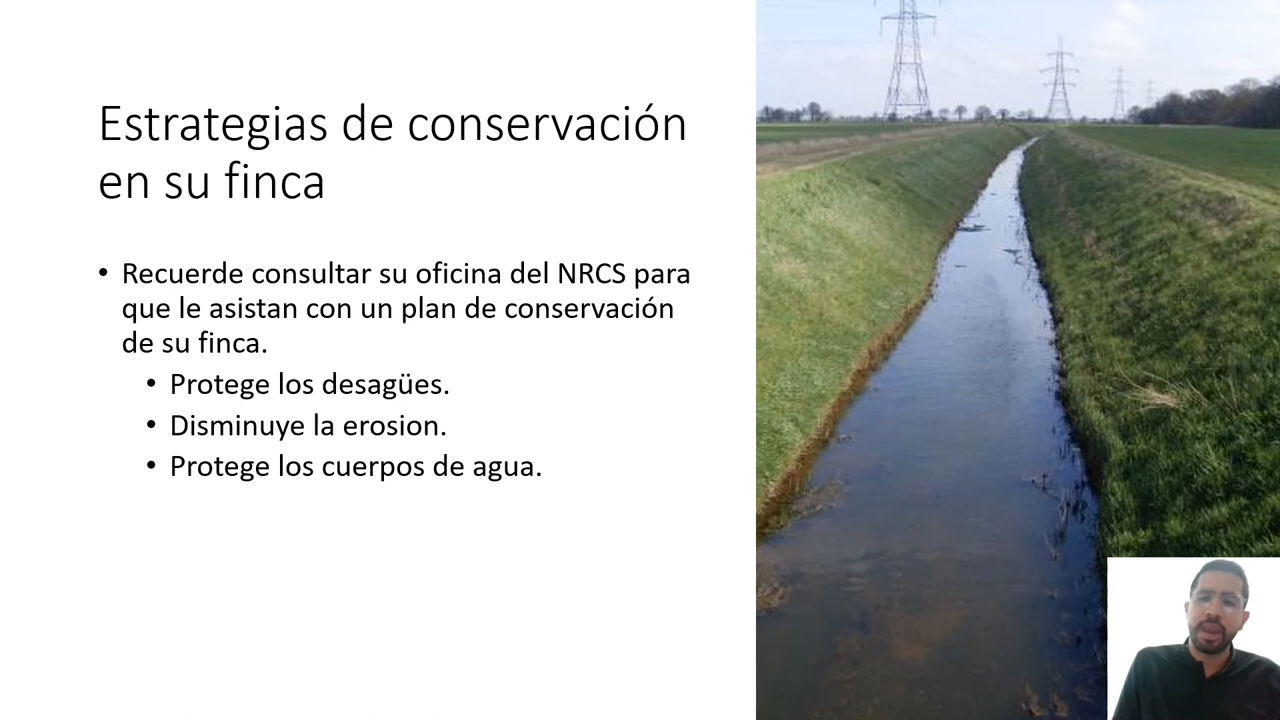 Estrategias de conservación
en su finca
• Recuerde consultar su oficina del NRCS para
que le asistan con un plan de conservación
de su finca.
• Protege los desagües.
• Disminuye la erosion.
• Protege los cuerpos de agua.